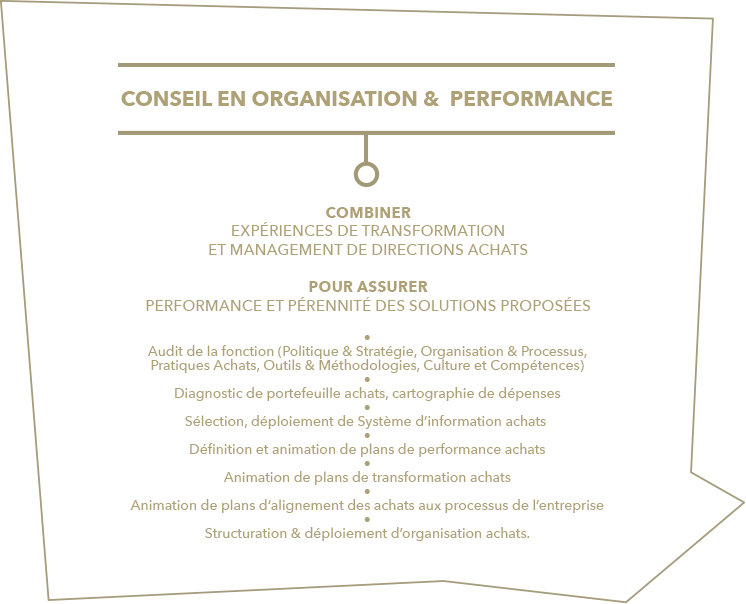 CONSEIL EN ORGANISATION & PERFORMANCE
COMBINER
EXPÉRIENCES DE TRANSFORMATION
ET MANAGEMENT DE DIRECTIONS ACHATS
POUR ASSURER
PERFORMANCE ET PÉRENNITÉ DES SOLUTIONS PROPOSÉES
•
Audit de la fonction (Politique & Stratégie, Organisation & Processus,
Pratiques Achats, Outils & Méthodologies, Culture et Compétences)
•
Diagnostic de portefeuille achats, cartographie de dépenses
•
Sélection, déploiement de Système d’information achats
•
Définition et animation de plans de performance achats
•
Animation de plans de transformation achats
•
Animation de plans d’alignement des achats aux processus de l’entreprise
•
Structuration & déploiement d’organisation achats.